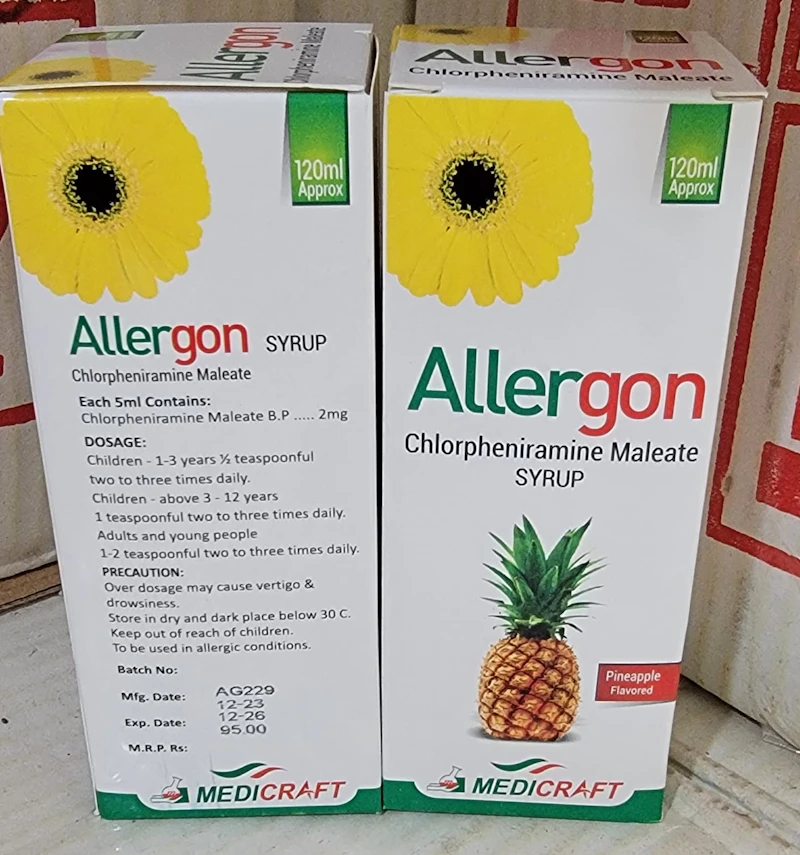 Allergon
Chlorpheniramine Maleate
120ml
Approx
Allergon SYRUP
Chlorpheniramine Maleate
Each 5ml Contains:
Chlorpheniramine Maleate B.P ..... 2mg
DOSAGE:
Children - 1-3 years ½ teaspoonful
two to three times daily.
Children - above 3 - 12 years
1 teaspoonful two to three times daily.
Adults and young people
1-2 teaspoonful two to three times daily.
PRECAUTION:
Over dosage may cause vertigo &
drowsiness.
Store in dry and dark place below 30 C.
Keep out of reach of children.
To be used in allergic conditions.
Batch No:
AG229
Mfg. Date:
12-23
Exp. Date:
12-26
95.00
M.R.P. Rs:
MEDICRAFT
Allergon
Chlorpheniramine Maleate
120ml
Approx
Allergon
Chlorpheniramine Maleate
SYRUP
Pineapple
Flavored
MEDICRAFT